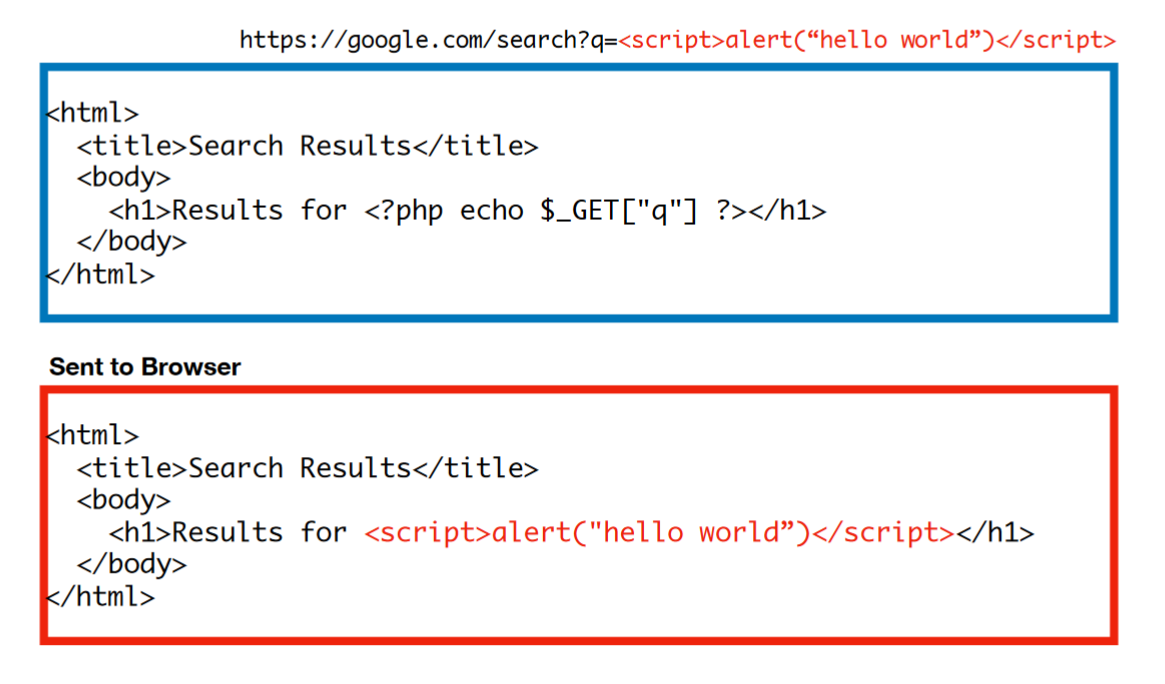 https://google.com/search?q=<script>alert(“hello world”)</script>
<html>
<title>Search Results</title>
<body>
<h1>Results for <?php echo $_GET["q"] ?></h1>
</body>
</html>
Sent to Browser
<html>
<title>Search Results</title>
<body>
<h1>Results for <script>alert("hello world”)</script></h1>
</body>
</html>